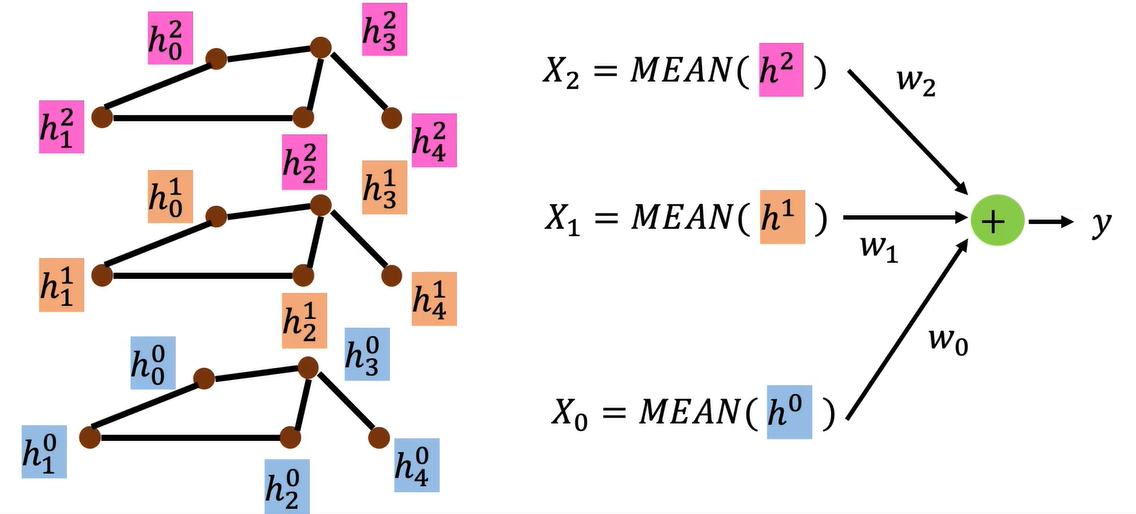 h_0^2
h_3^2
h_1^2
h_2^2
h_4^2
h_0^1
h_3^1
h_1^1
h_2^1
h_4^1
h_0^0
h_3^0
h_1^0
h_2^0
h_4^0
X_2 = MEAN( h^2 )
w_2
X_1 = MEAN( h^1 )
w_1
+
y
w_0
X_0 = MEAN( h^0 )